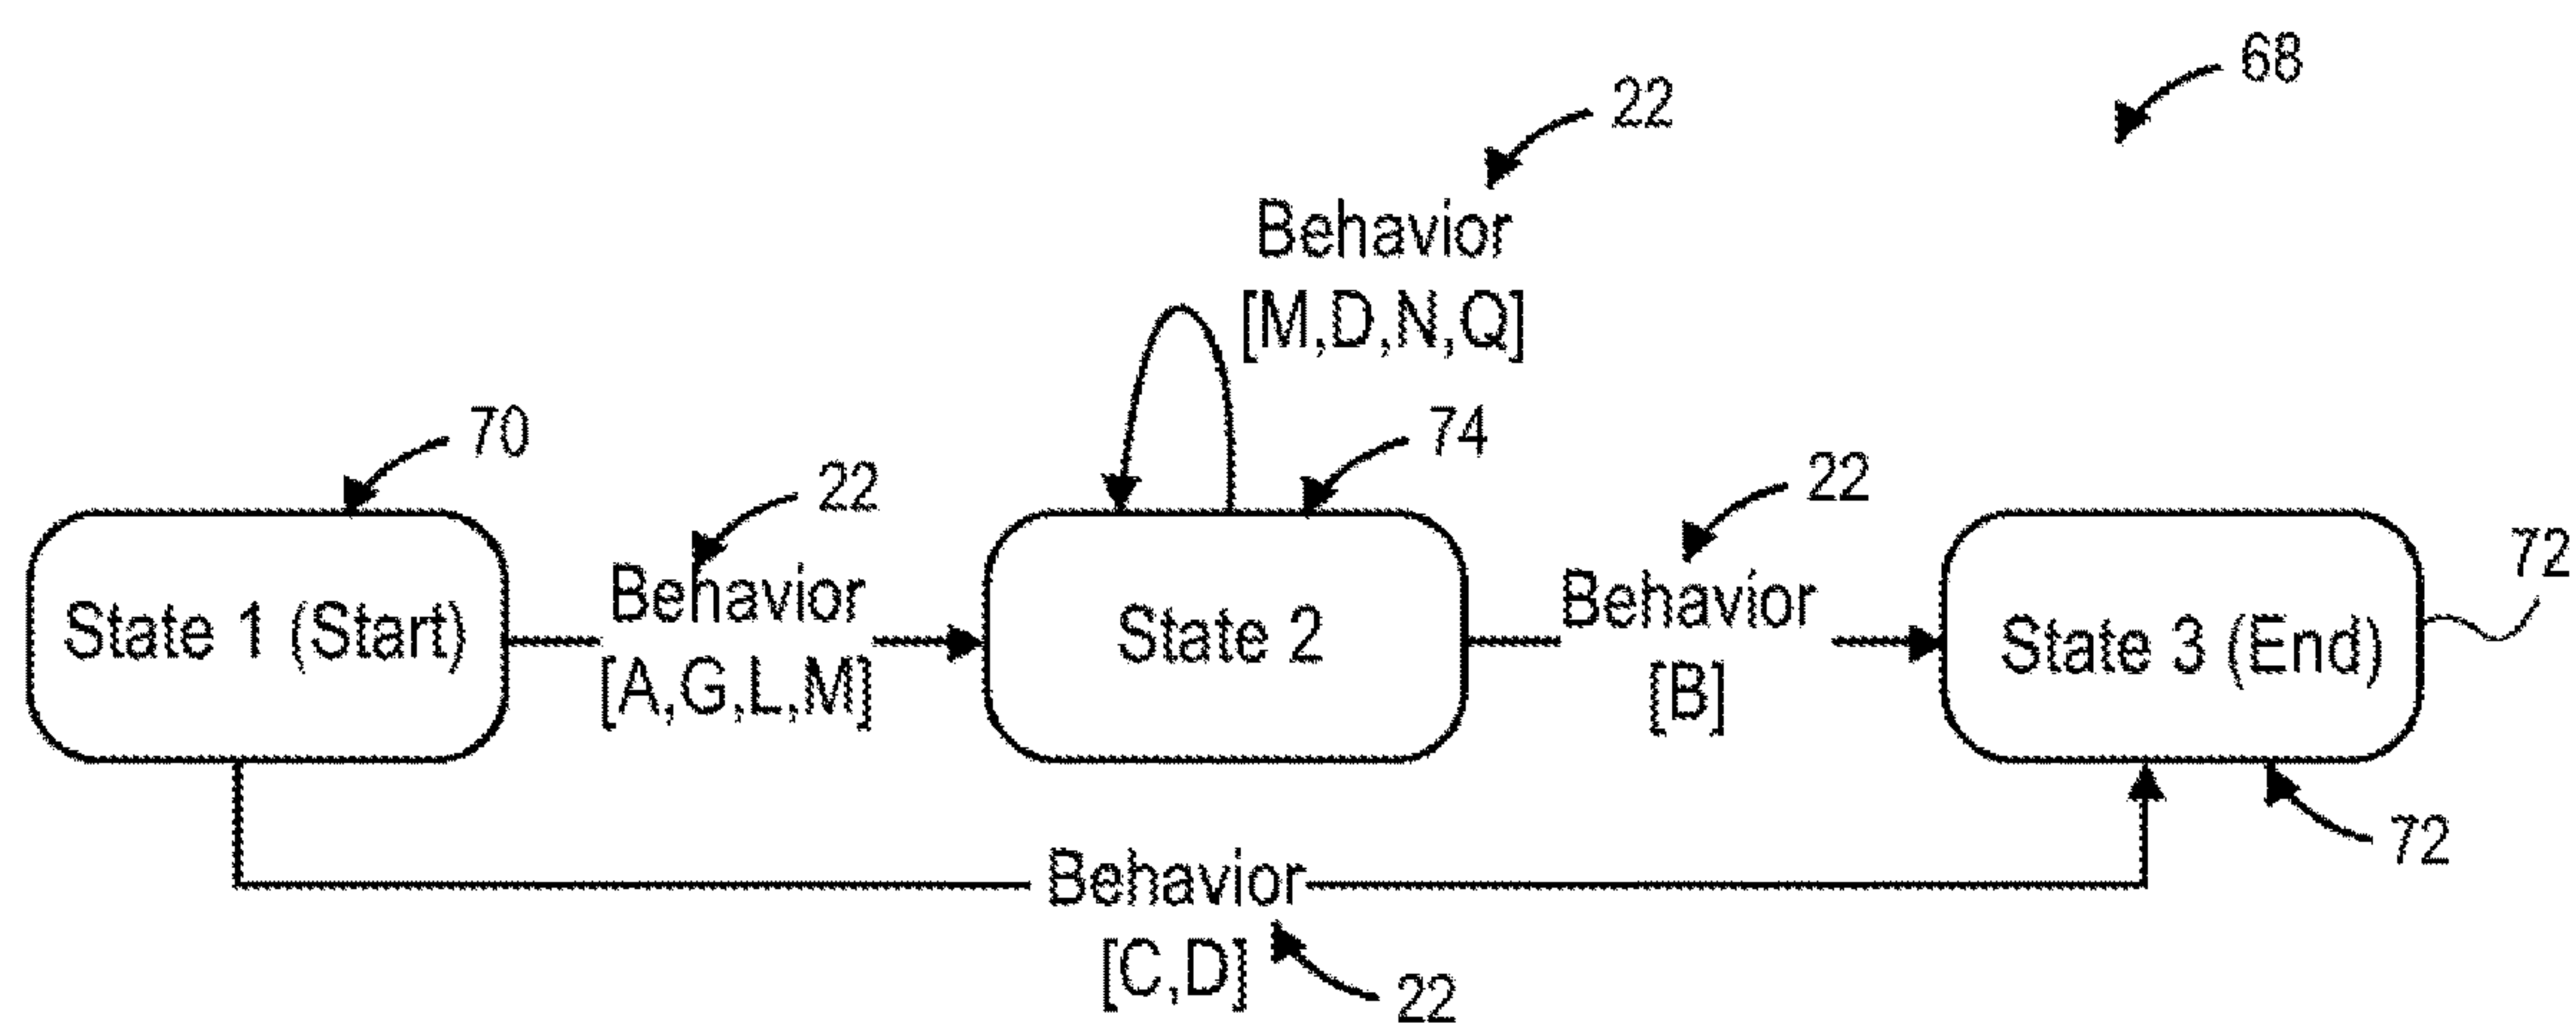 68
22
Behavior
[M,D,N,Q]
70
74
22
22
Behavior
[A,G,L,M]
Behavior
[B]
72
State 1 (Start)
State 2
State 3 (End)
72
Behavior
[C,D]
22